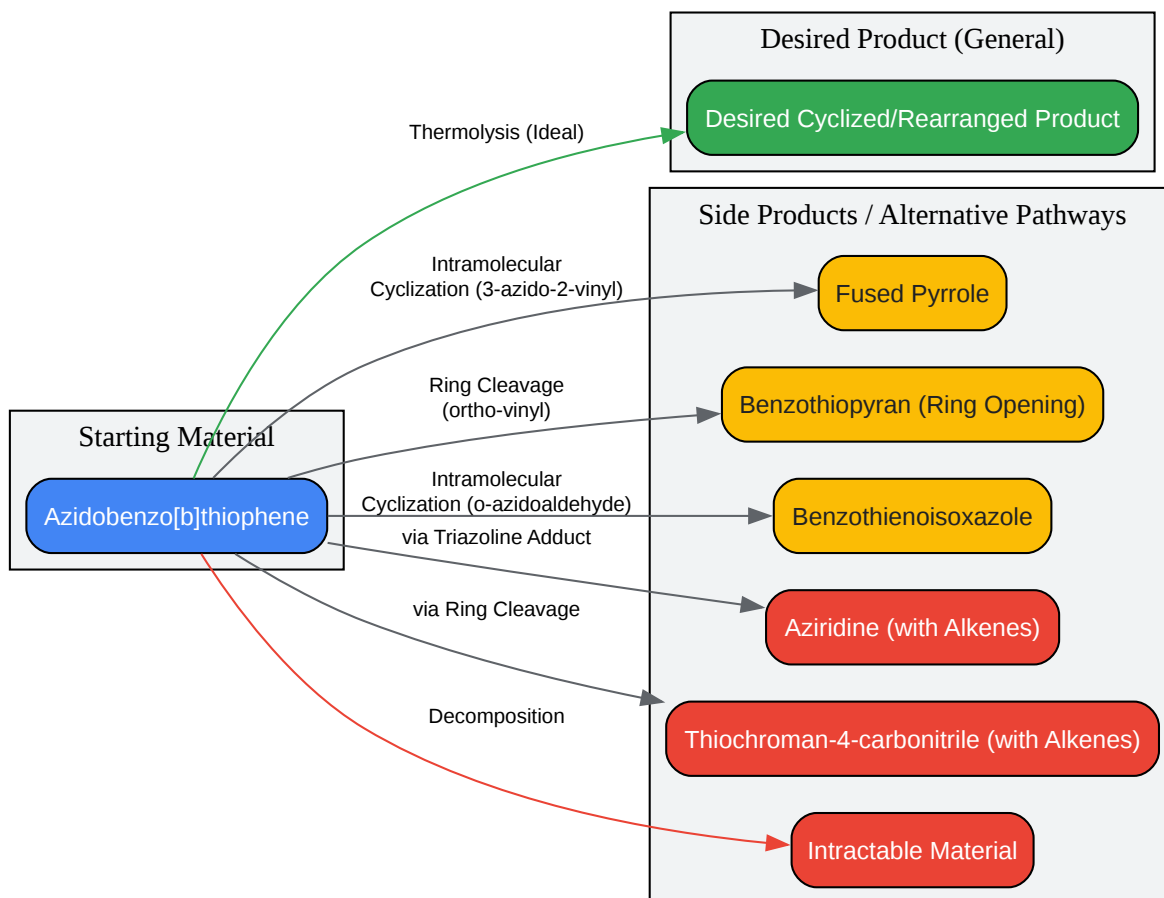 Desired Product (General)
Desired Cyclized/Rearranged Product
Thermolysis (Ideal)
Side Products / Alternative Pathways
Intramolecular
Cyclization (3-azido-2-vinyl)
Fused Pyrrole
Ring Cleavage
(ortho-vinyl)
Benzothiopyran (Ring Opening)
Starting Material
Azidobenzo[b]thiophene
Intramolecular
Cyclization (o-azidoaldehyde)
Benzothienoisoxazole
via Triazoline Adduct
Aziridine (with Alkenes)
via Ring Cleavage
Thiochroman-4-carbonitrile (with Alkenes)
Decomposition
Intractable Material